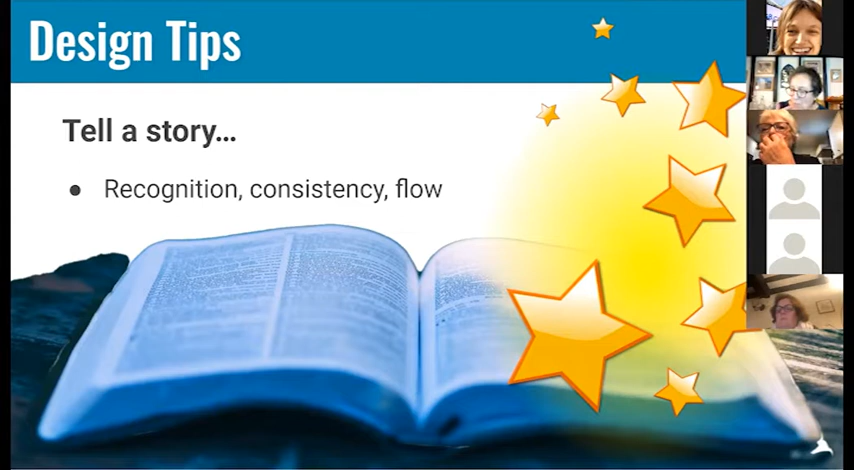 Design Tips
Tell a story...
● Recognition, consistency, flow